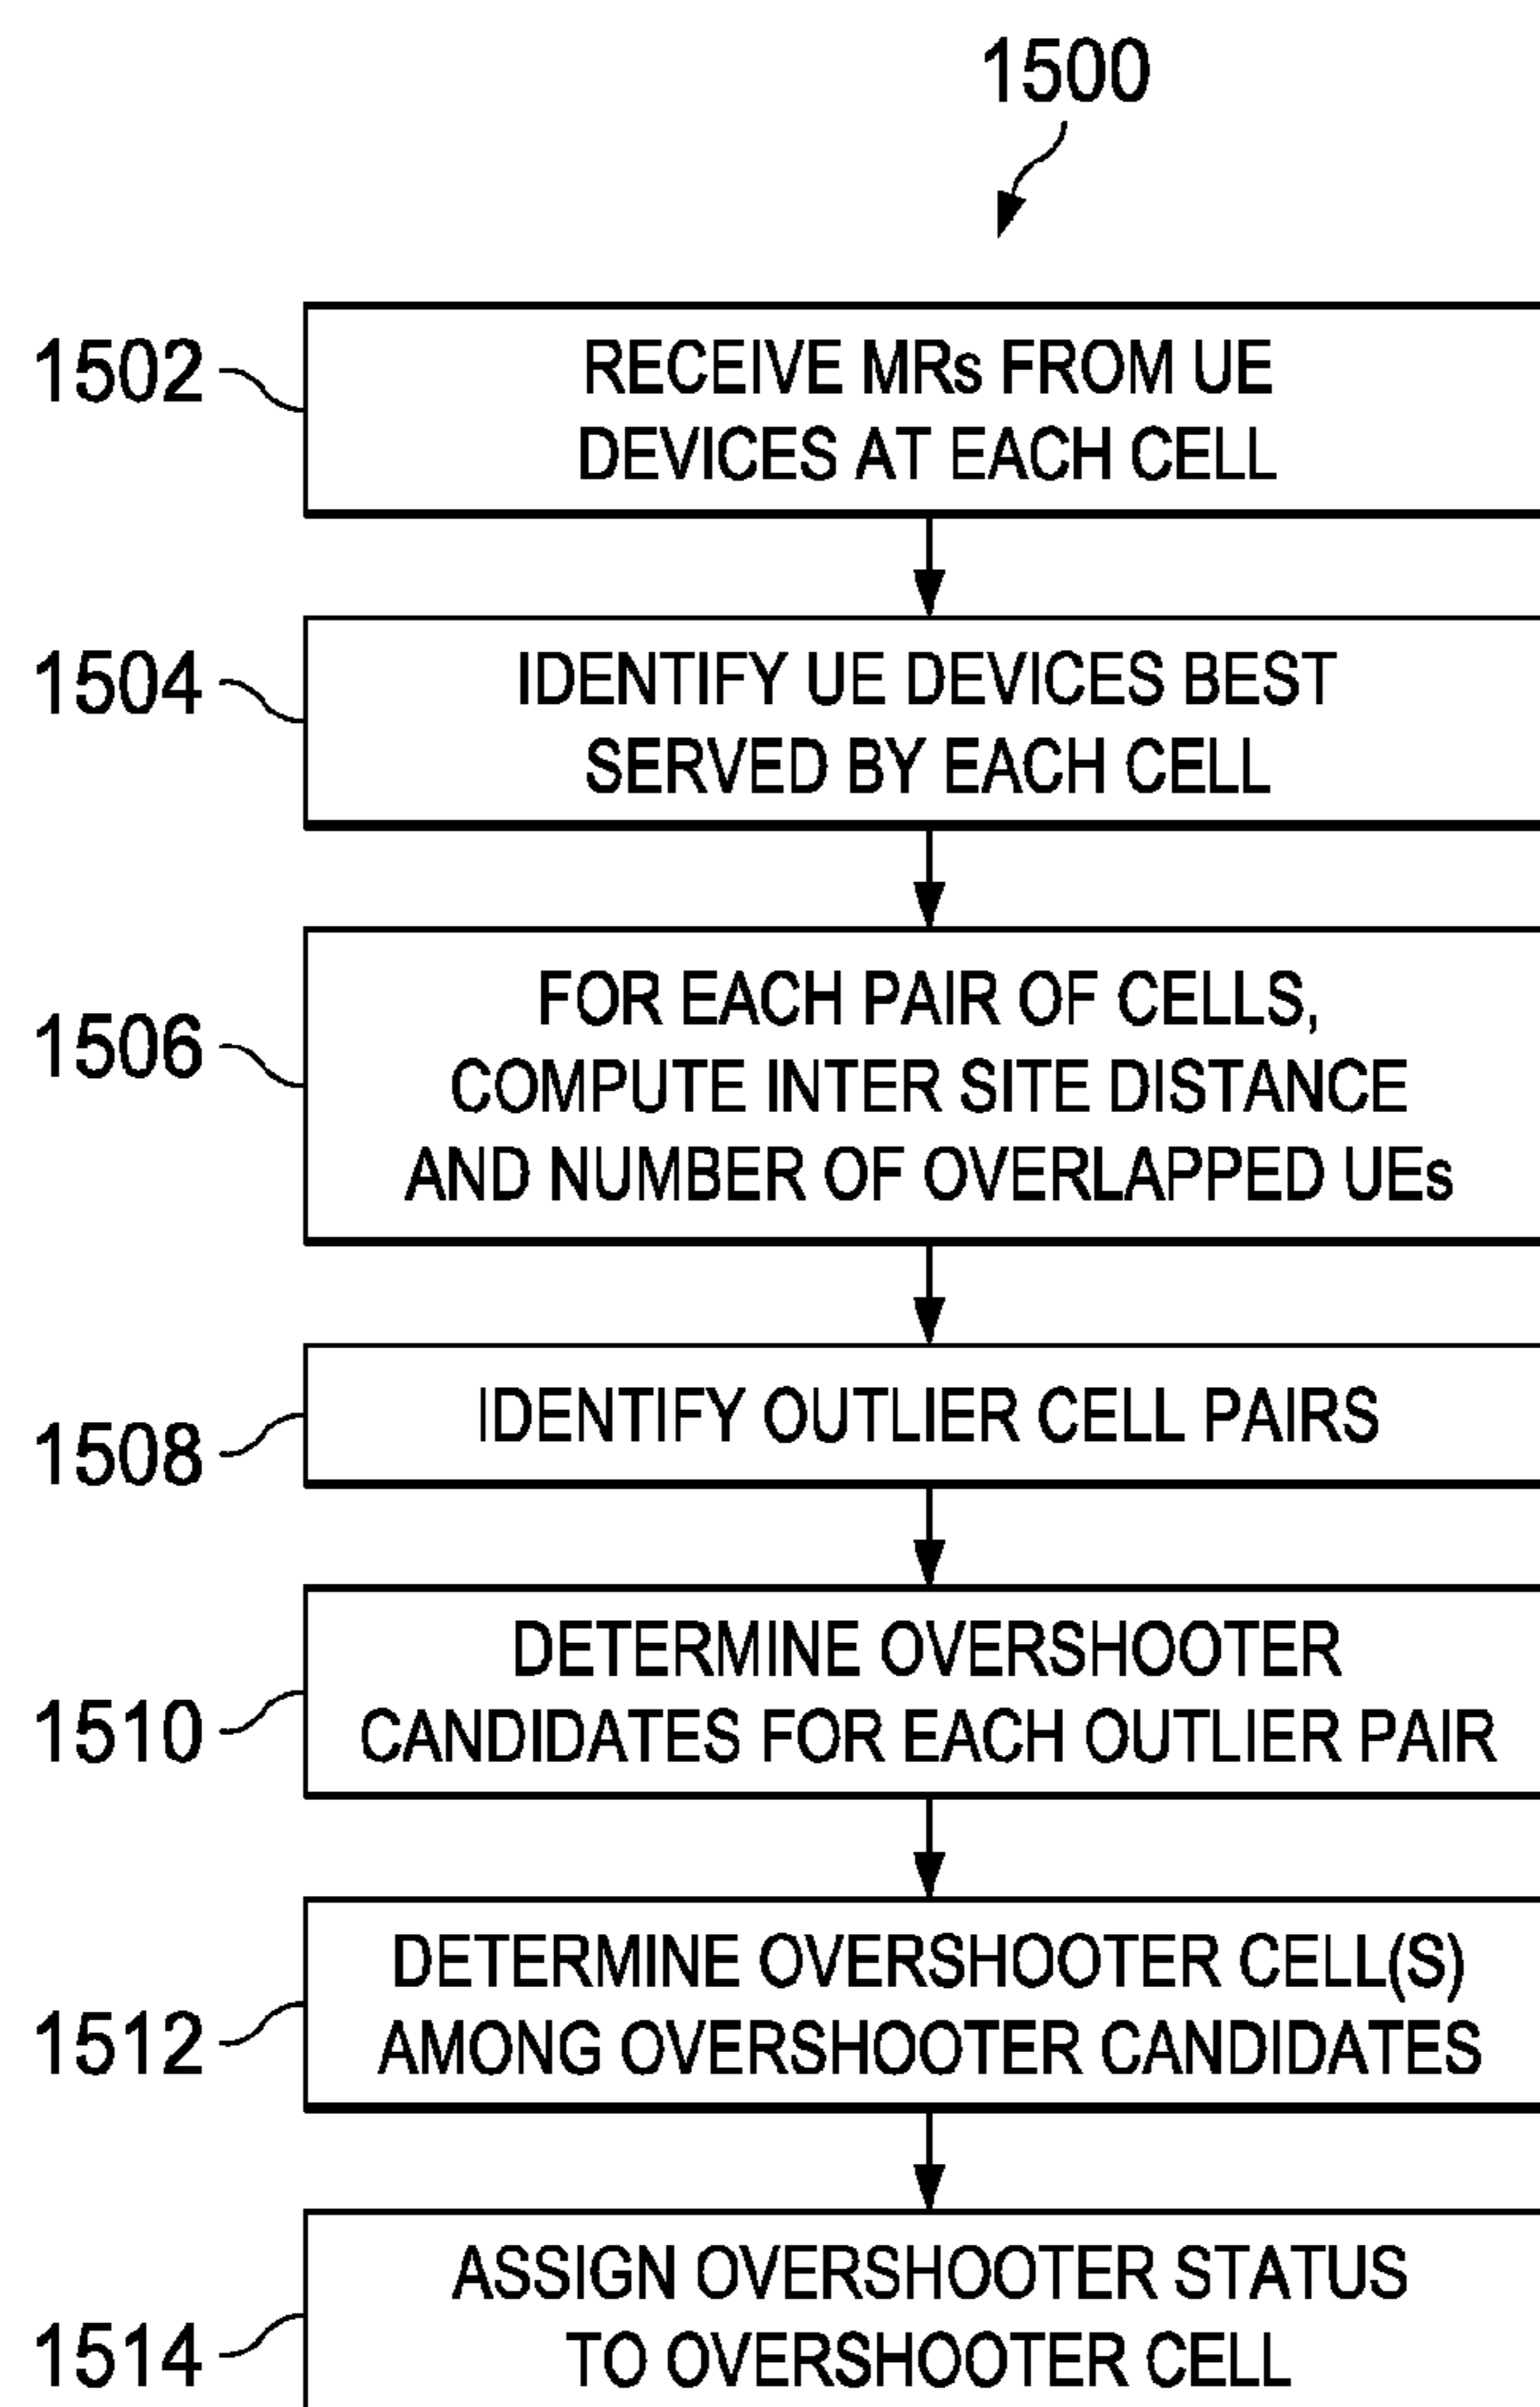 1500
1502
RECEIVE MRs FROM UE
DEVICES AT EACH CELL
1504
IDENTIFY UE DEVICES BEST
SERVED BY EACH CELL
1506
FOR EACH PAIR OF CELLS,
COMPUTE INTER SITE DISTANCE
AND NUMBER OF OVERLAPPED UEs
1508
IDENTIFY OUTLIER CELL PAIRS
1510
DETERMINE OVERSHOOTER
CANDIDATES FOR EACH OUTLIER PAIR
1512
DETERMINE OVERSHOOTER CELL(S)
AMONG OVERSHOOTER CANDIDATES
1514
ASSIGN OVERSHOOTER STATUS
TO OVERSHOOTER CELL